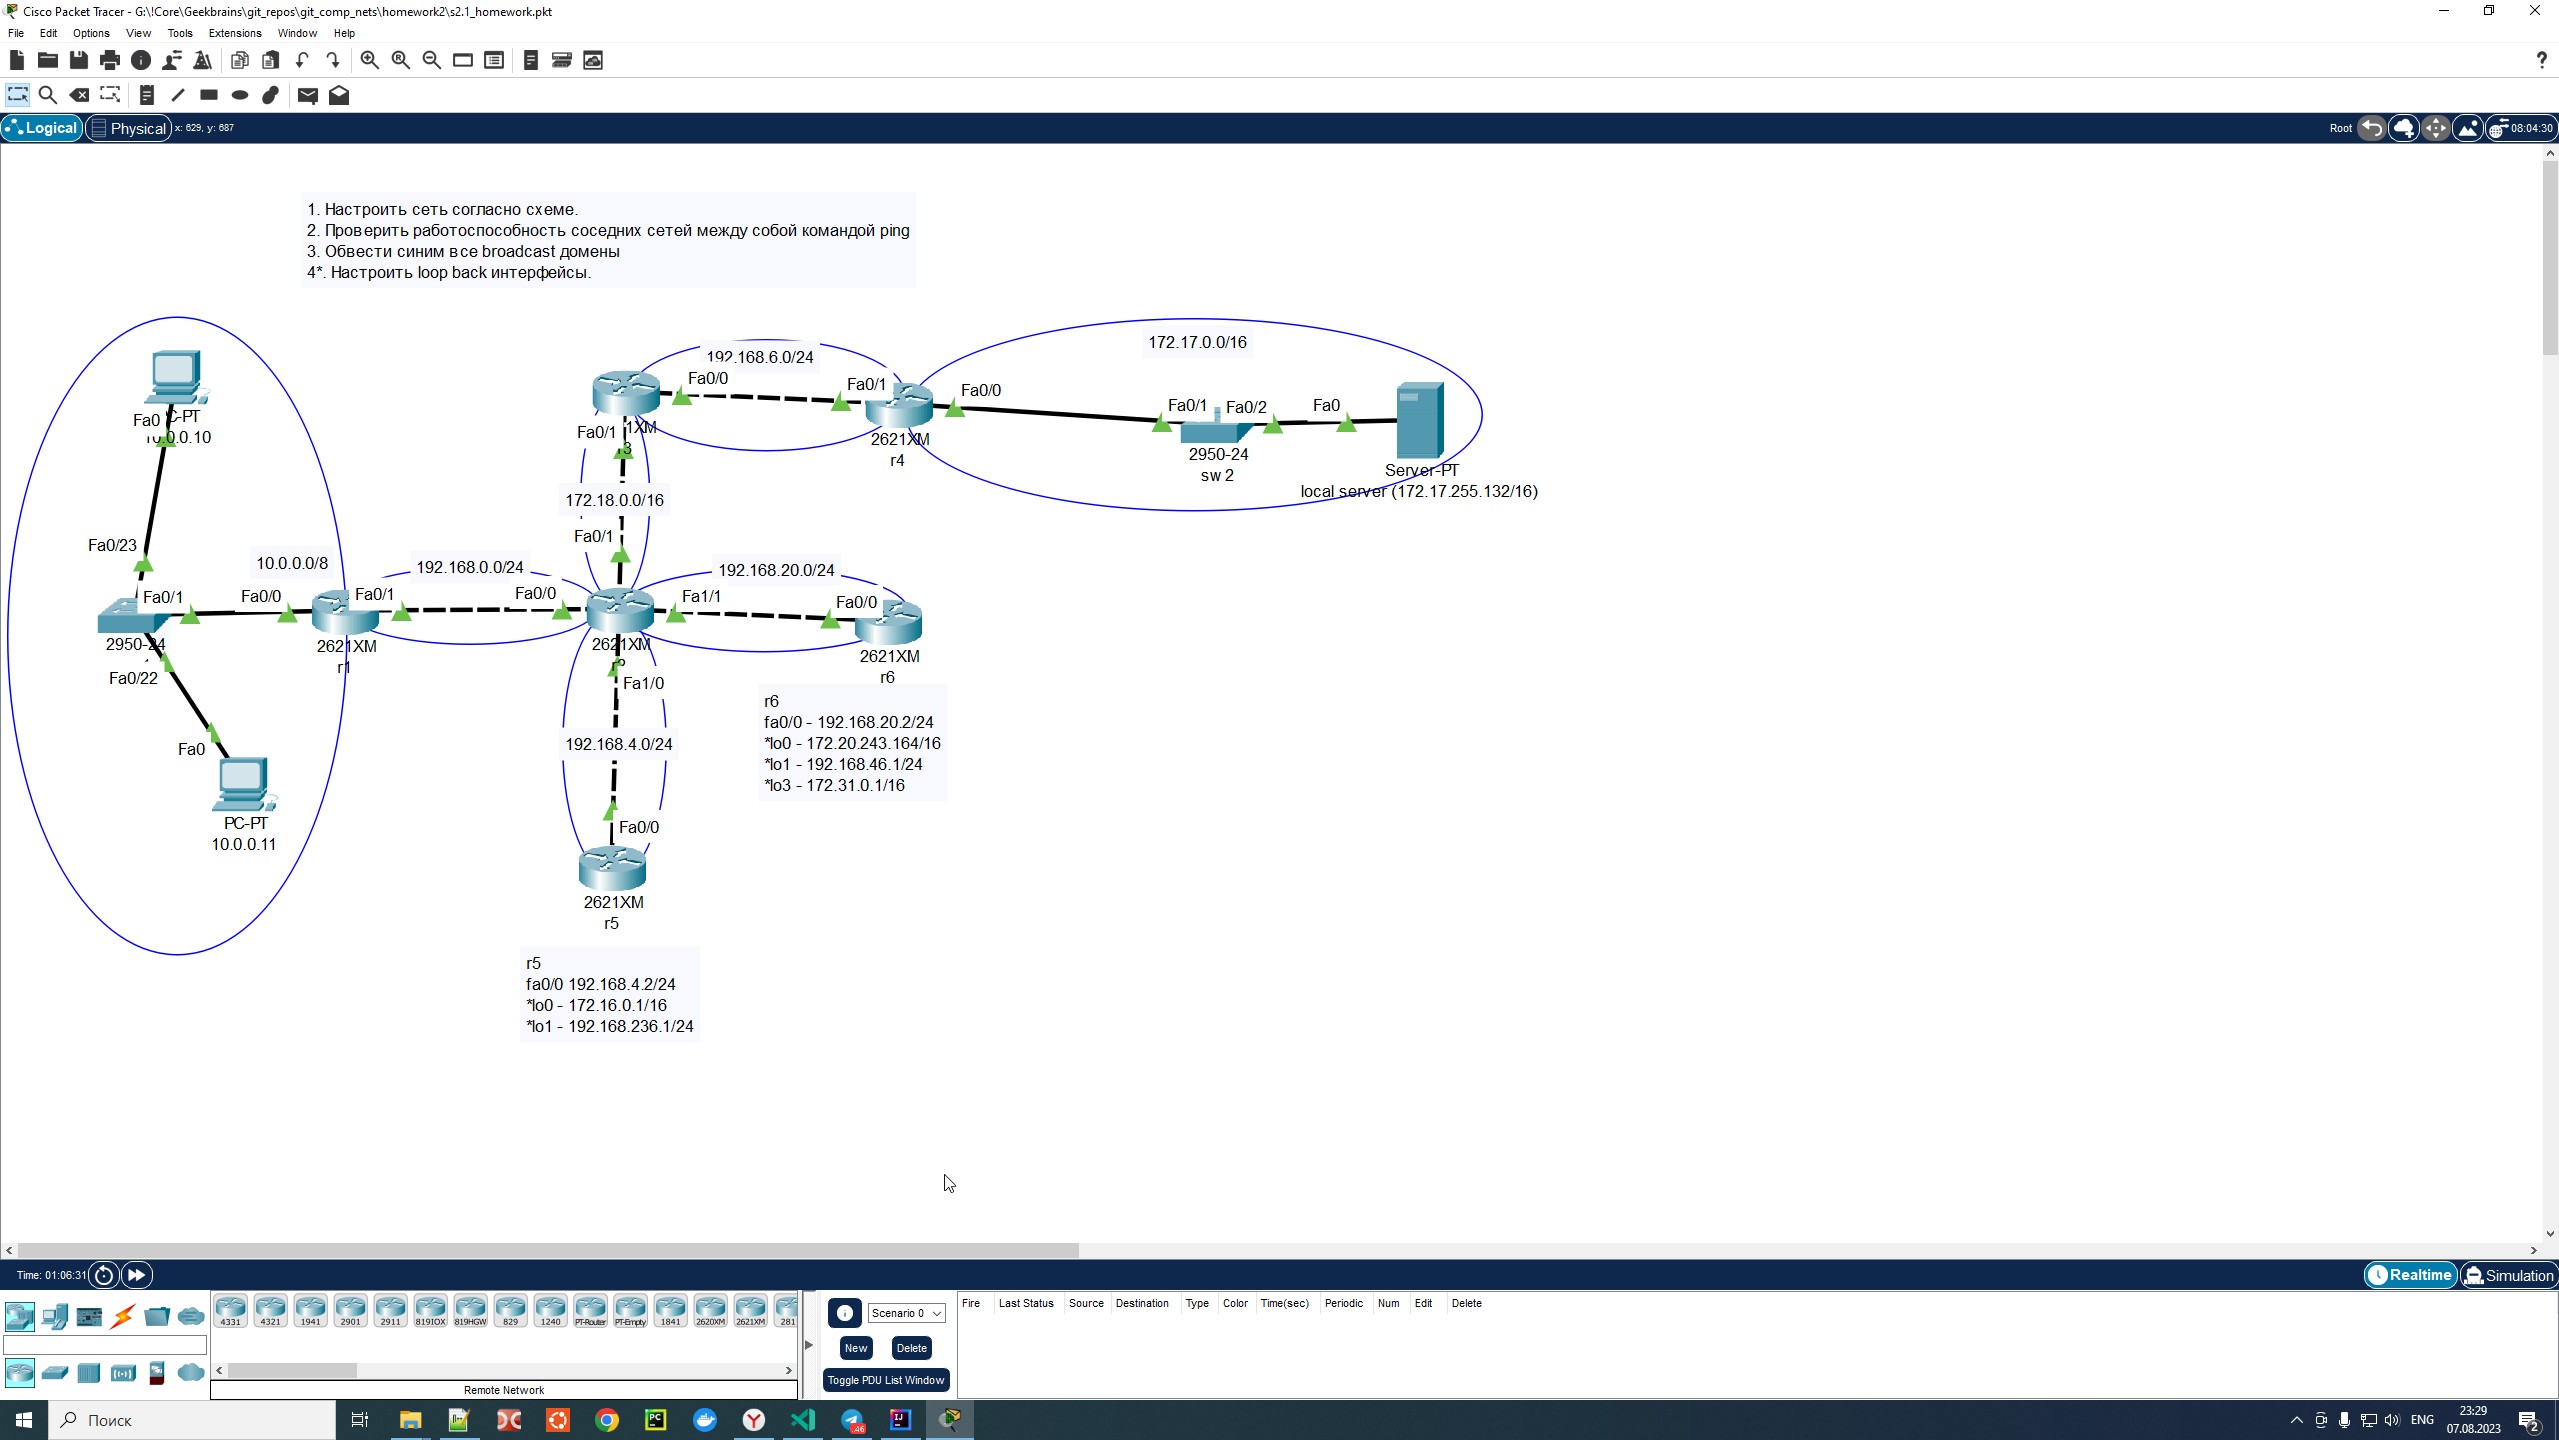 Cisco Packet Tracer - G:\!Core\Geekbrains\git_repos\git_comp_nets\homework2\s2.1_homework.pkt
File Edit Options View Tools Extensions Window Help
?
Logical Physical x: 629, y: 687 Root 08:04:30
1. Настроить сеть согласно схеме.
2. Проверить работоспособность соседних сетей между собой командой ping
3. Обвести синим все broadcast домены
4*. Настроить loop back интерфейсы.
172.17.0.0/16
192.168.6.0/24
Fa0/0
Fa0/1
Fa0/0
Fa0/1
Fa0/2
Fa0
Fa0
C-PT
10.0.0.10
Fa0/1
1XM
3
2621XM
r4
2950-24
sw 2
Server-PT
local server (172.17.255.132/16)
172.18.0.0/16
Fa0/1
Fa0/23
10.0.0.0/8
192.168.0.0/24
192.168.20.0/24
Fa0/1
Fa0/0
Fa0/1
Fa0/0
Fa1/1
Fa0/0
2950-24
2621XM
r1
2621XM
r2
2621XM
r6
Fa0/22
Fa1/0
r6
fa0/0 - 192.168.20.2/24
*lo0 - 172.20.243.164/16
*lo1 - 192.168.46.1/24
*lo3 - 172.31.0.1/16
192.168.4.0/24
Fa0
PC-PT
10.0.0.11
Fa0/0
2621XM
r5
r5
fa0/0 192.168.4.2/24
*lo0 - 172.16.0.1/16
*lo1 - 192.168.236.1/24
Time: 01:06:31 Realtime Simulation
4331 4321 1941 2901 2911 819IOX 819HGW 829 1240 PT-Router PT-Empty 1841 2620XM 2621XM 281
Remote Network
Scenario 0
New Delete
Toggle PDU List Window
Fire Last Status Source Destination Type Color Time(sec) Periodic Num Edit Delete
Поиск
46
ENG
23:29
07.08.2023
2